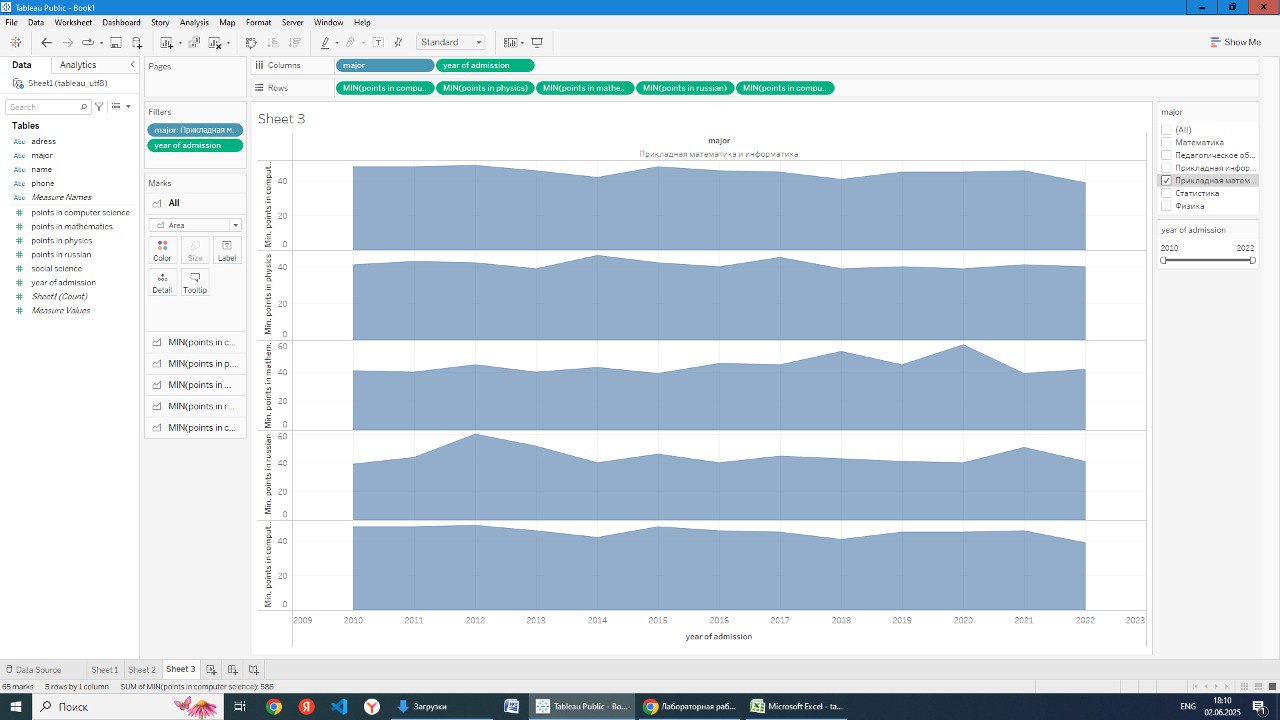 Tableau Public - Book1
File Data Worksheet Dashboard Story Analysis Map Format Server Window Help
Standard
Show Me
Data Analytics
Sheet1 (tableau_utf8)
Search
Tables
Abc adress
Abc major
Abc name
Abc phone
Abc Measure Names
points in computer science
points in mathematics
points in physics
points in russian
social science
year of admission
Sheet1 (Count)
Measure Values
Pages
Filters
major: Прикладная м..
year of admission
Marks
All
Area
Color Size Label
Detail Tooltip
MIN(points in c...
MIN(points in p...
MIN(points in ...
MIN(points in r...
MIN(points in c...
Columns major year of admission
Rows MIN(points in compu.. MIN(points in physics) MIN(points in mathe.. MIN(points in russian) MIN(points in compu..
Sheet 3
major
Прикладная математика и информатика
Min. points in comput..
40
20
0
Min. points in physics
40
20
0
Min. points in mathem..
60
40
20
0
Min. points in russian
60
40
20
0
Min. points in comput..
40
20
0
2009 2010 2011 2012 2013 2014 2015 2016 2017 2018 2019 2020 2021 2022 2023
year of admission
major
(All)
Математика
Педагогическое об...
Прикладная инфор...
Прикладная матем...
Статистика
Физика
year of admission
2010 2022
Data Source Sheet 1 Sheet 2 Sheet 3
65 marks 5 rows by 1 column SUM of MIN(points in computer science): 586
Поиск
Загрузки
Tableau Public - Bo...
Лабораторная раб...
Microsoft Excel - ta...
ENG
18:10
02.06.2025